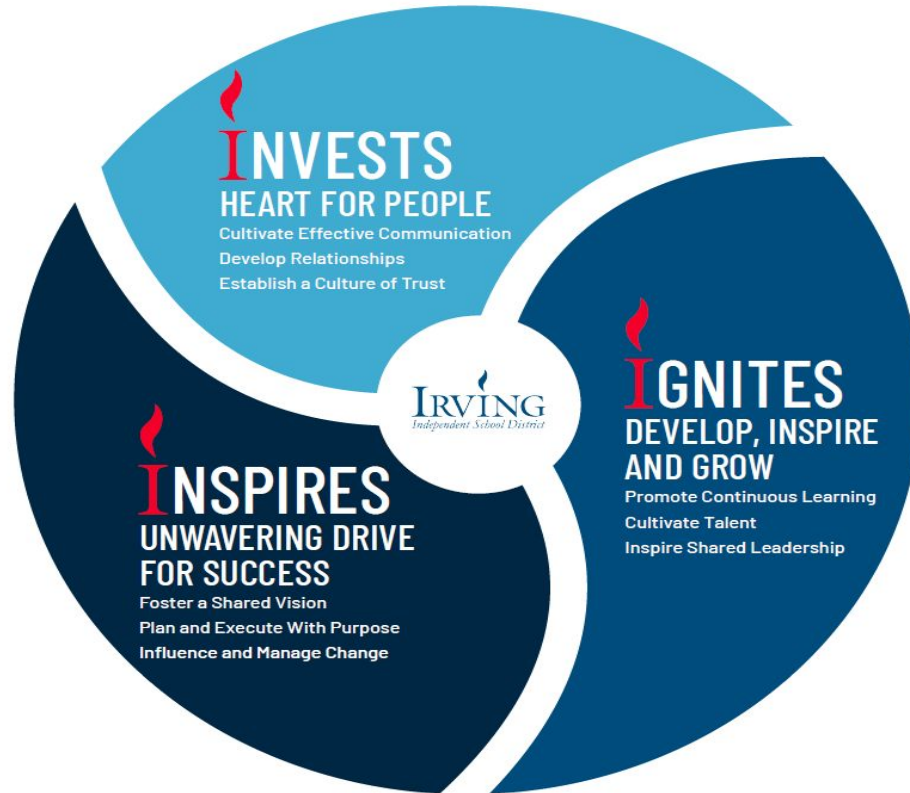 INVESTS
HEART FOR PEOPLE
Cultivate Effective Communication
Develop Relationships
Establish a Culture of Trust
IGNITES
DEVELOP, INSPIRE
AND GROW
Promote Continuous Learning
Cultivate Talent
Inspire Shared Leadership
IRVING
Independent School District
INSPIRES
UNWAVERING DRIVE
FOR SUCCESS
Foster a Shared Vision
Plan and Execute With Purpose
Influence and Manage Change